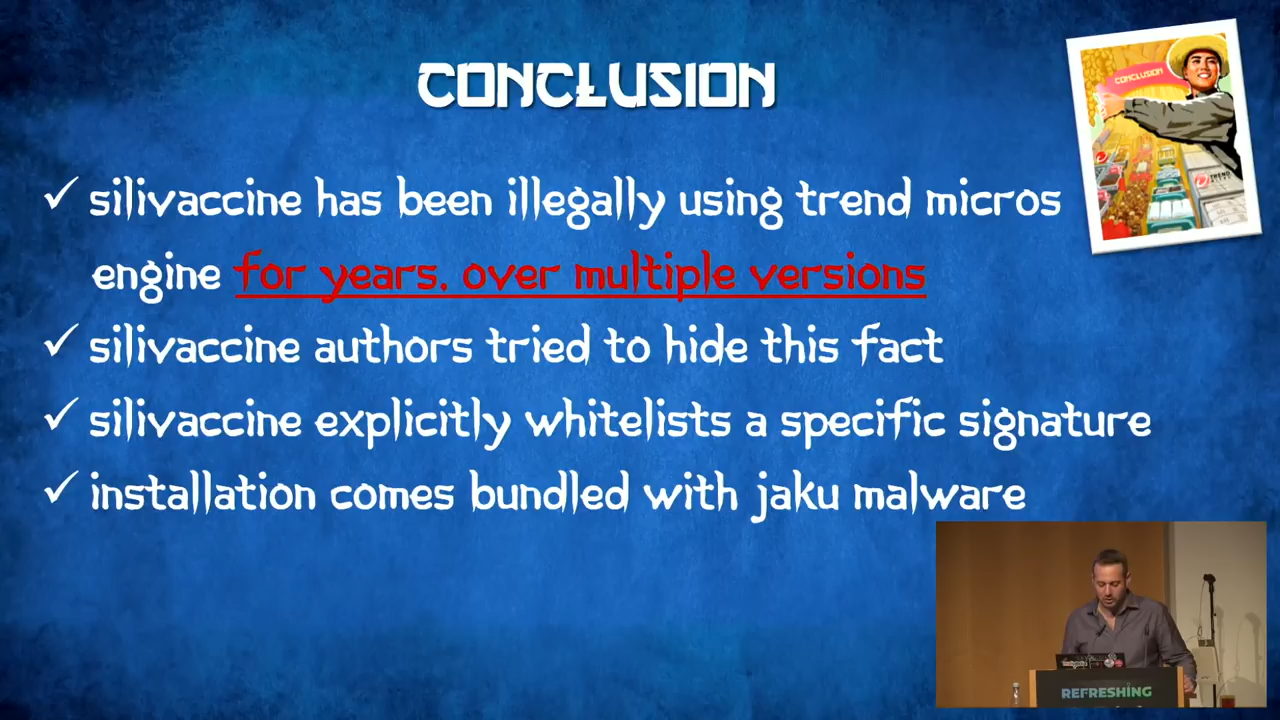 CONCLUSION
CONCLUSION
✓ silivaccine has been illegally using trend micros
engine for years, over multiple versions
✓ silivaccine authors tried to hide this fact
✓ silivaccine explicitly whitelists a specific signature
✓ installation comes bundled with jaku malware
REFRESHING